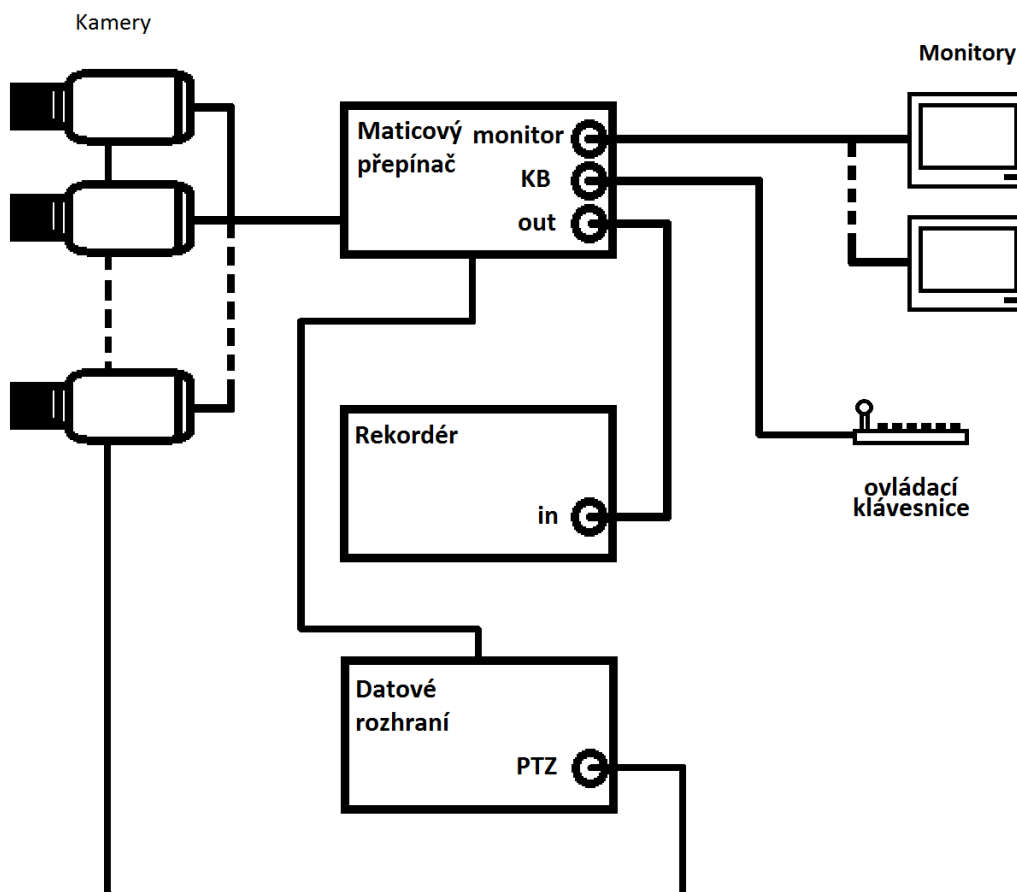 Kamery
Monitory
Maticový
přepínač
monitor
KB
out
Rekordér
in
ovládací
klávesnice
Datové
rozhraní
PTZ